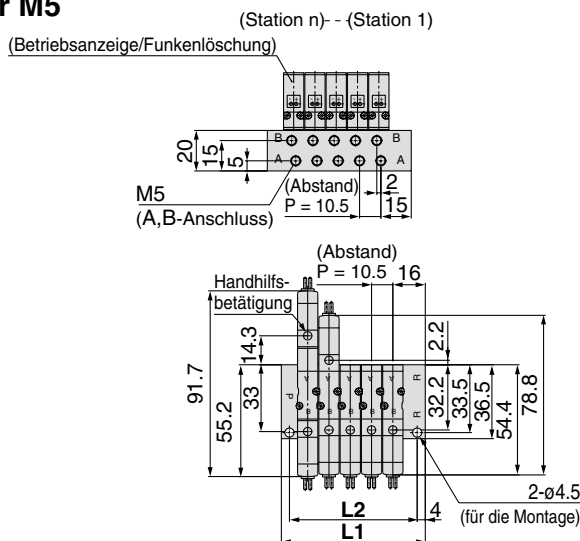 r M5
(Station n)- - (Station 1)
(Betriebsanzeige/Funkenlöschung)
B B
A A
20
15
5
M5
(A,B-Anschluss)
(Abstand)
P = 10.5
2
15
(Abstand)
P = 10.5
16
Handhilfs-
betätigung
14.3
2.2
91.7
55.2
33
P
A A A A
B B B B B
R
R
32.2
33.5
36.5
54.4
78.8
2-ø4.5
(für die Montage)
L2
4
L1